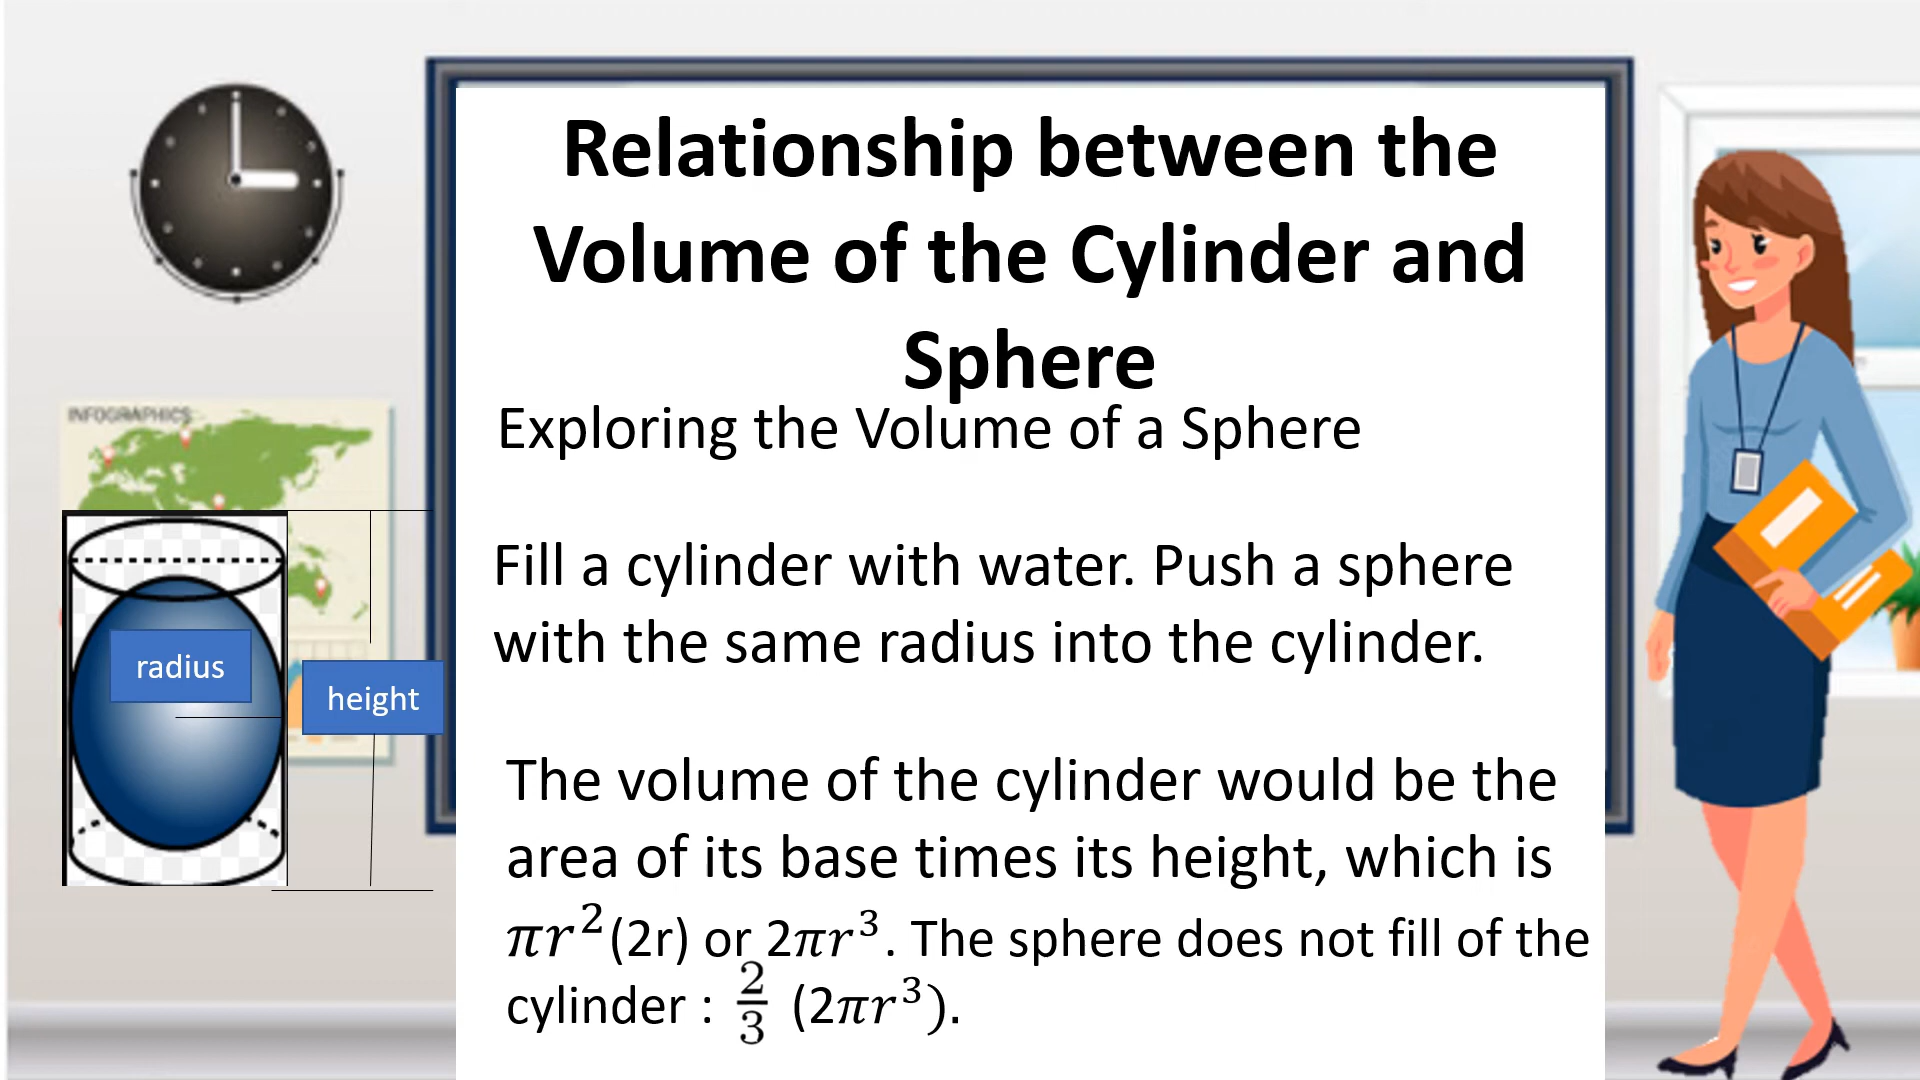 Relationship between the
Volume of the Cylinder and
Sphere
Exploring the Volume of a Sphere
INFOGRAPHICS
Fill a cylinder with water. Push a sphere
with the same radius into the cylinder.
radius
height
The volume of the cylinder would be the
area of its base times its height, which is
𝜋𝑟²(2r) or 2𝜋𝑟³. The sphere does not fill of the
cylinder : 2/3 (2𝜋𝑟³).